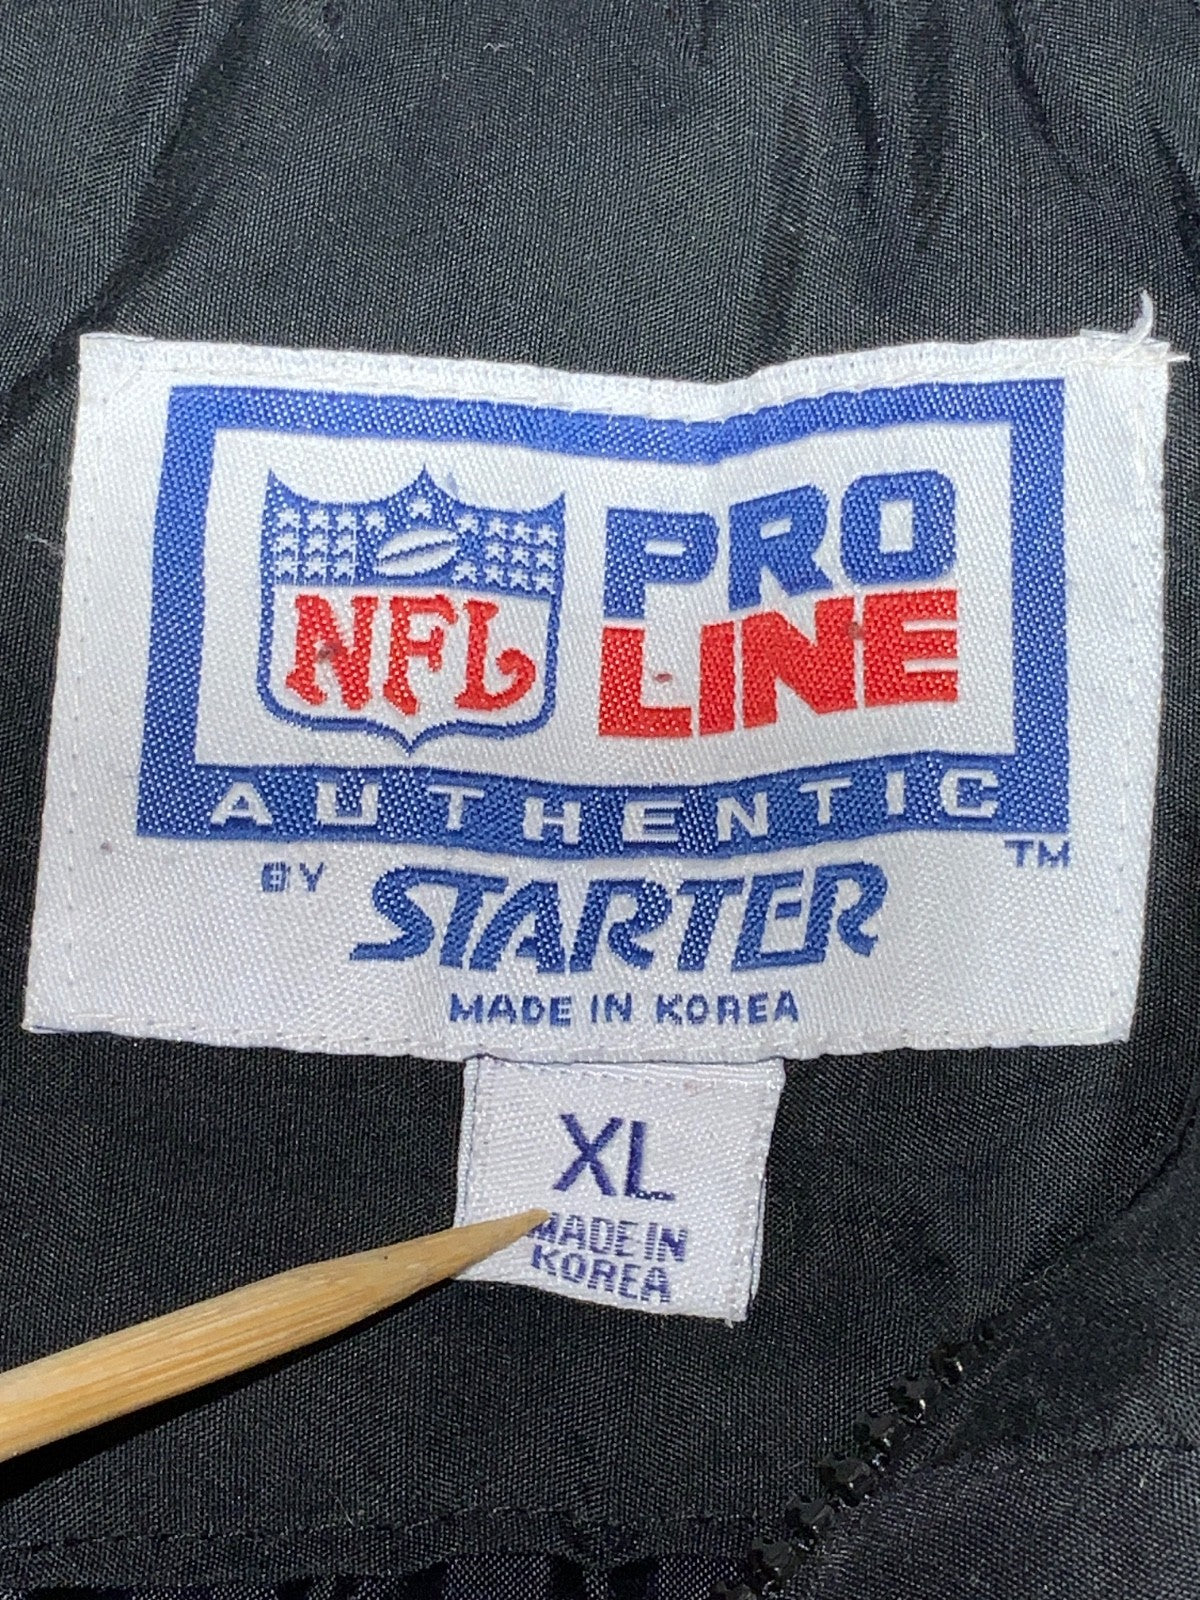 NFL
PRO
LINE
AUTHENTIC
TM
BY STARTER
MADE IN KOREA
XL
MADE IN
KOREA